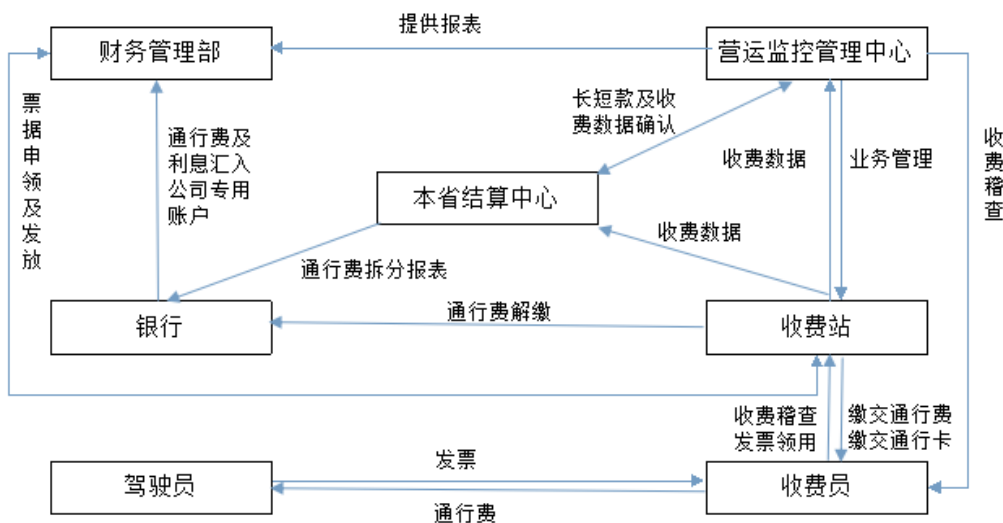 提供报表
财务管理部
营运监控管理中心
票
据
申
领
及
发
放
通行费及
利息汇入
公司专用
账户
长短款及收
费数据确认
收费数据
业务管理
收
费
稽
查
本省结算中心
收费数据
通行费拆分报表
银行
通行费解缴
收费站
收费稽查
发票领用
缴交通行费
缴交通行卡
驾驶员
发票
通行费
收费员